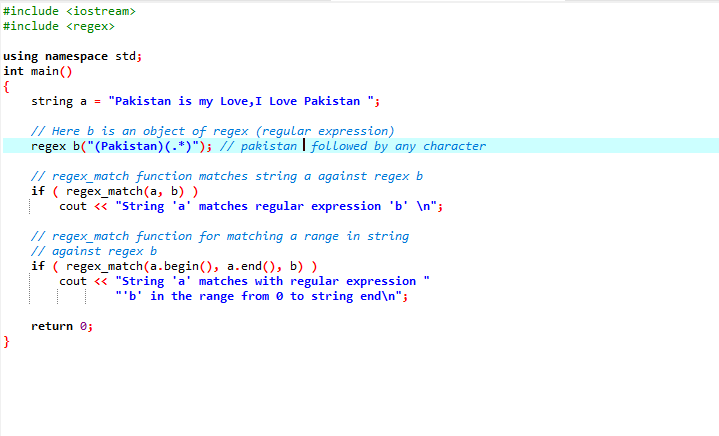 #include <iostream>
#include <regex>
using namespace std;
int main()
{
string a = "Pakistan is my Love,I Love Pakistan ";
// Here b is an object of regex (regular expression)
regex b("(Pakistan)(.*)"); // pakistan followed by any character
// regex_match function matches string a against regex b
if ( regex_match(a, b) )
cout << "String 'a' matches regular expression 'b' \n";
// regex_match function for matching a range in string
// against regex b
if ( regex_match(a.begin(), a.end(), b) )
cout << "String 'a' matches with regular expression "
"'b' in the range from 0 to string end\n";
return 0;
}